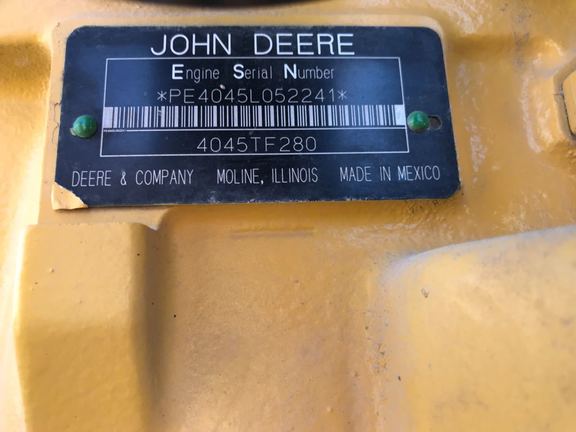 JOHN DEERE
Engine Serial Number
*PE4045L052241*
4045TF280
DEERE & COMPANY MOLINE, ILLINOIS MADE IN MEXICO